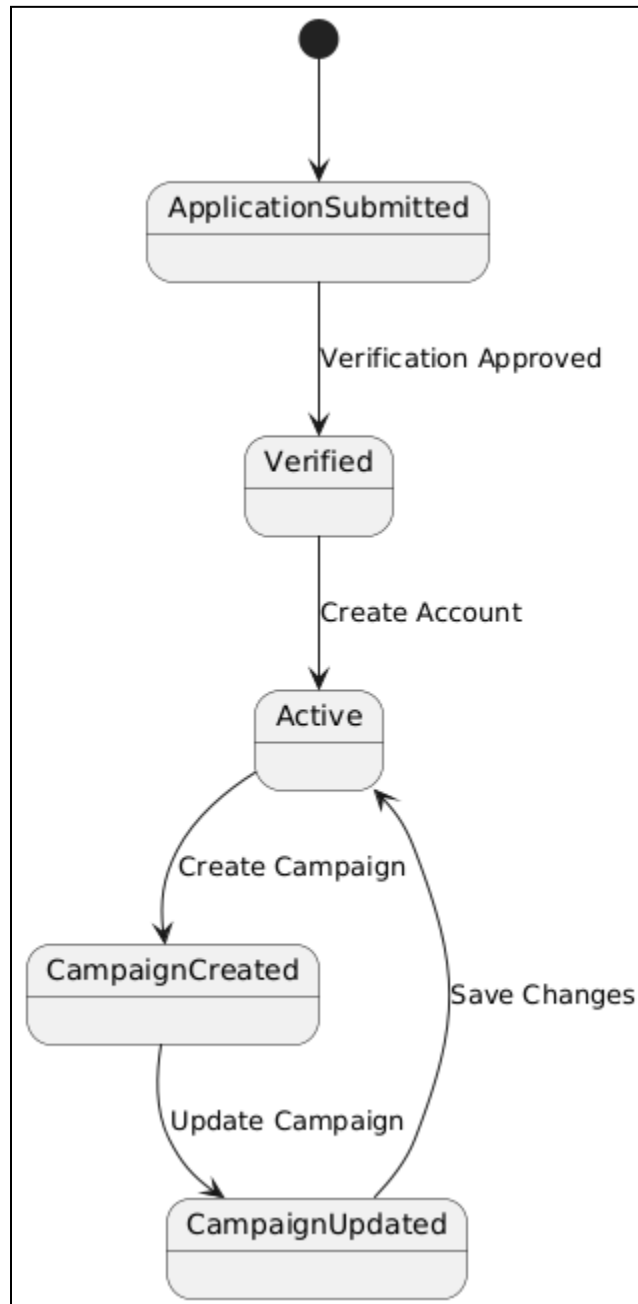 ApplicationSubmitted
Verification Approved
Verified
Create Account
Active
Create Campaign
CampaignCreated
Save Changes
Update Campaign
CampaignUpdated